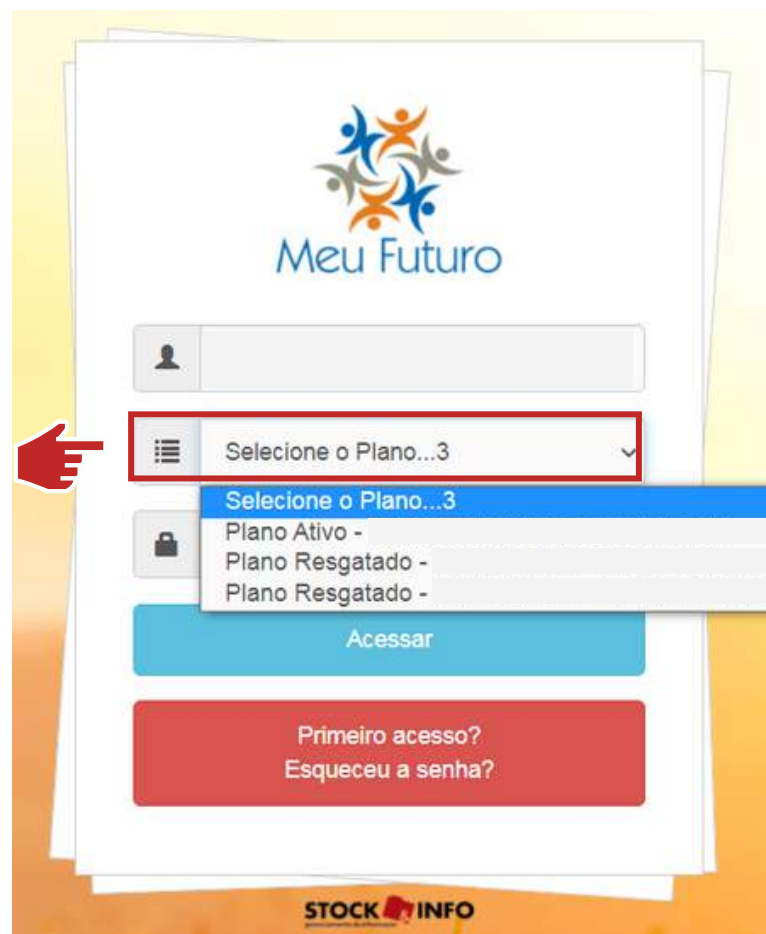 Meu Futuro
Selecione o Plano...3
Selecione o Plano...3
Plano Ativo -
Plano Resgatado -
Plano Resgatado -
Acessar
Primeiro acesso?
Esqueceu a senha?
STOCK INFO